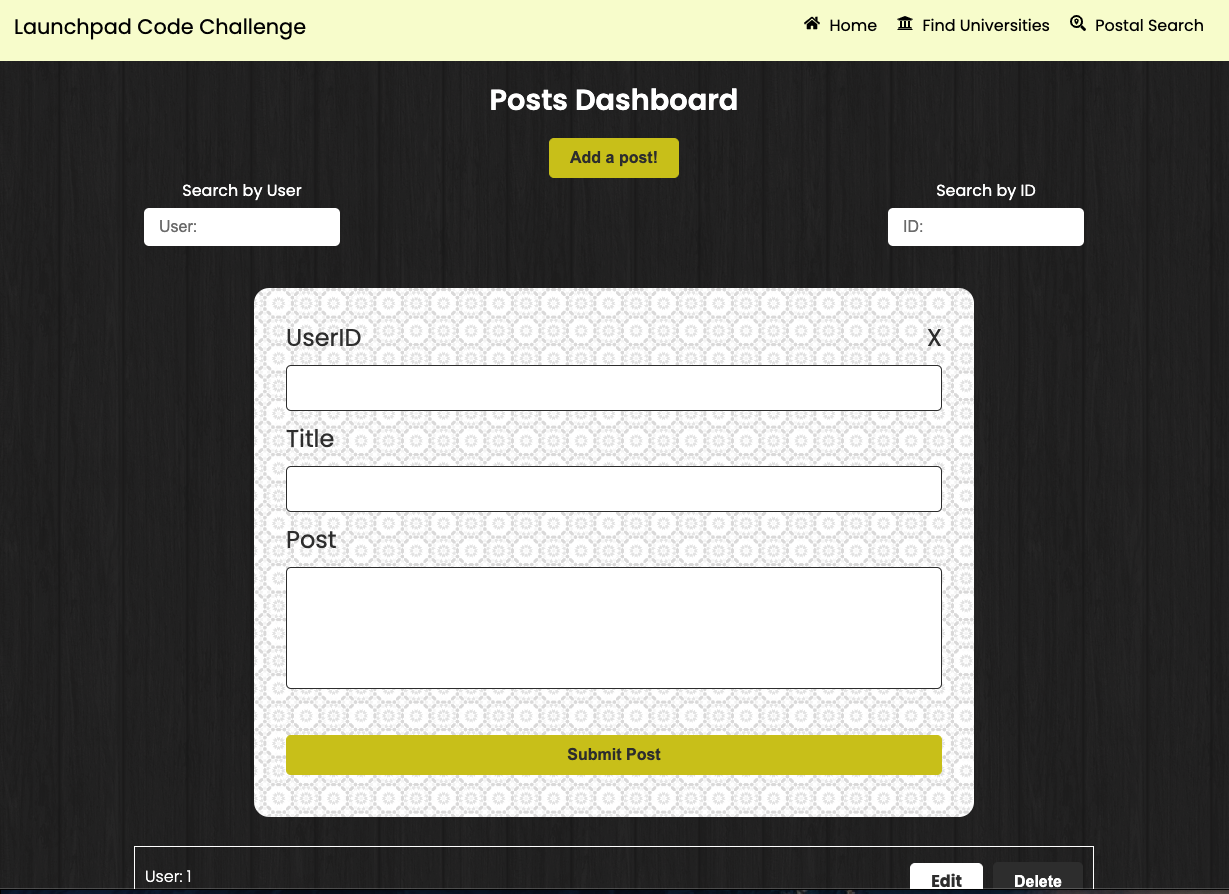 Launchpad Code Challenge
Home Find Universities Postal Search
Posts Dashboard
Add a post!
Search by User
User:
Search by ID
ID:
UserID X
Title
Post
Submit Post
User: 1
Edit Delete